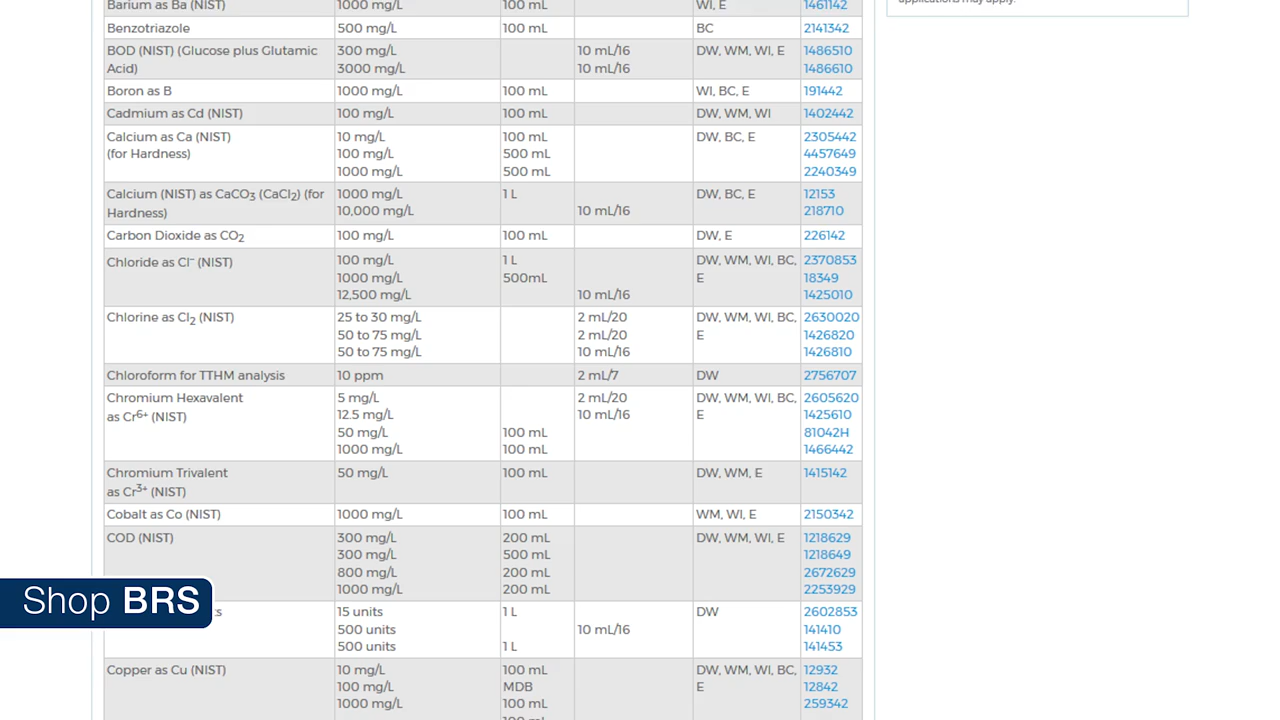 Barium as Ba (NIST) 1000 mg/L 100 mL WI, E 1461142
applications may apply.
Benzotriazole 500 mg/L 100 mL BC 2141342
BOD (NIST) (Glucose plus Glutamic 300 mg/L 10 mL/16 DW, WM, WI, E 1486510
Acid) 3000 mg/L 10 mL/16 1486610
Boron as B 1000 mg/L 100 mL WI, BC, E 191442
Cadmium as Cd (NIST) 100 mg/L 100 mL DW, WM, WI 1402442
Calcium as Ca (NIST) 10 mg/L 100 mL DW, BC, E 2305442
(for Hardness) 100 mg/L 500 mL 4457649
1000 mg/L 500 mL 2240349
Calcium (NIST) as CaCO3 (CaCl2) (for 1000 mg/L 1 L DW, BC, E 12153
Hardness) 10,000 mg/L 10 mL/16 218710
Carbon Dioxide as CO2 100 mg/L 100 mL DW, E 226142
Chloride as Cl− (NIST) 100 mg/L 1 L DW, WM, WI, BC, 2370853
1000 mg/L 500mL E 18349
12,500 mg/L 10 mL/16 1425010
Chlorine as Cl2 (NIST) 25 to 30 mg/L 2 mL/20 DW, WM, WI, BC, 2630020
50 to 75 mg/L 2 mL/20 E 1426820
50 to 75 mg/L 10 mL/16 1426810
Chloroform for TTHM analysis 10 ppm 2 mL/7 DW 2756707
Chromium Hexavalent 5 mg/L 2 mL/20 DW, WM, WI, BC, 2605620
as Cr6+ (NIST) 12.5 mg/L 10 mL/16 E 1425610
50 mg/L 100 mL 81042H
1000 mg/L 100 mL 1466442
Chromium Trivalent 50 mg/L 100 mL DW, WM, E 1415142
as Cr3+ (NIST)
Cobalt as Co (NIST) 1000 mg/L 100 mL WM, WI, E 2150342
COD (NIST) 300 mg/L 200 mL DW, WM, WI, E 1218629
300 mg/L 500 mL 1218649
800 mg/L 200 mL 2672629
1000 mg/L 200 mL 2253929
Shop BRS
15 units 1 L DW 2602853
500 units 10 mL/16 141410
500 units 1 L 141453
Copper as Cu (NIST) 10 mg/L 100 mL DW, WM, WI, BC, 12932
100 mg/L MDB E 12842
1000 mg/L 100 mL 259342